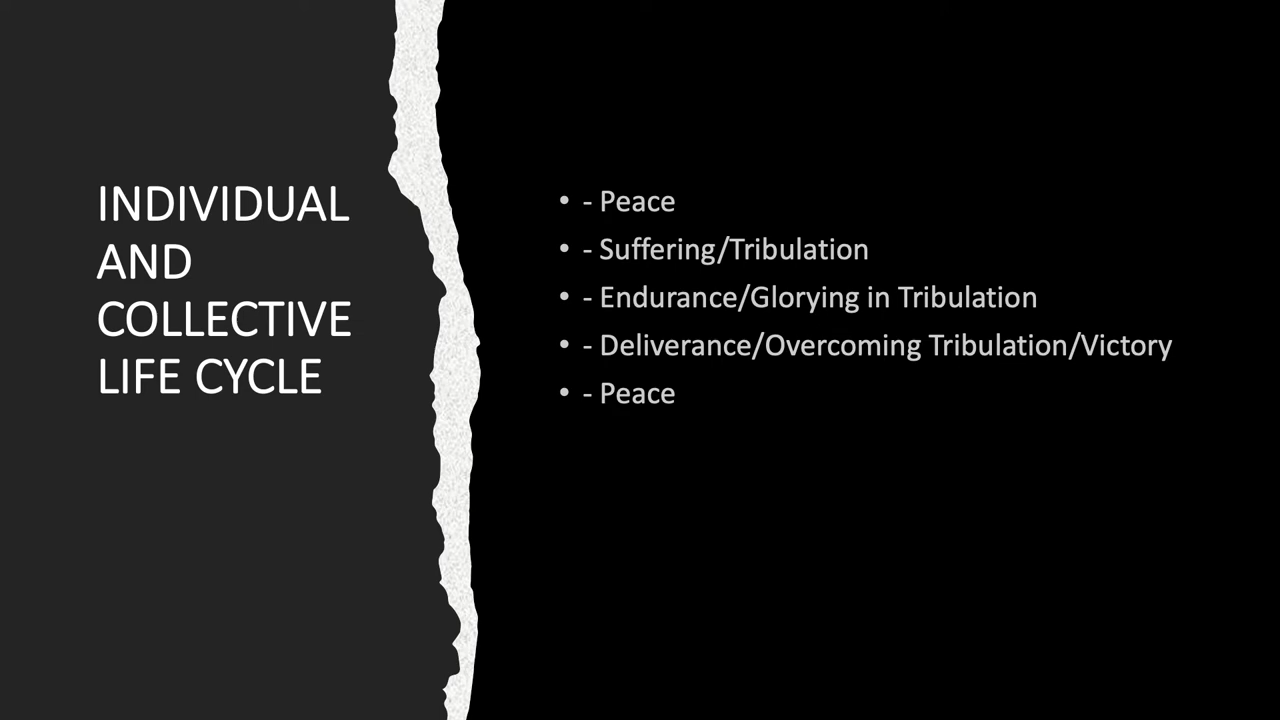 INDIVIDUAL
AND
COLLECTIVE
LIFE CYCLE
• - Peace
• - Suffering/Tribulation
• - Endurance/Glorying in Tribulation
• - Deliverance/Overcoming Tribulation/Victory
• - Peace